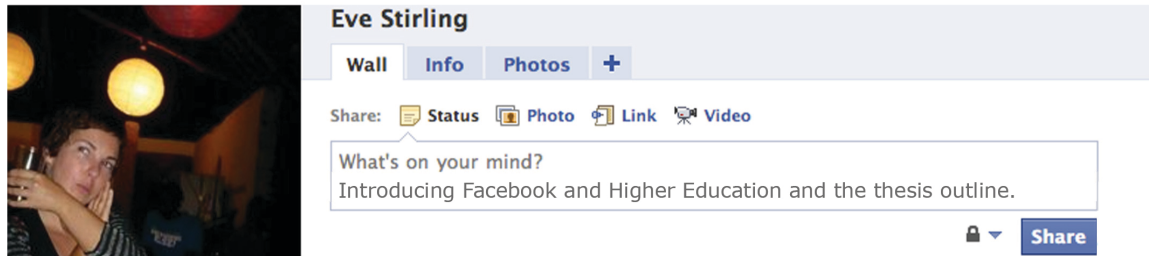 Eve Stirling
Wall Info Photos +
Share: Status Photo Link Video
What's on your mind?
Introducing Facebook and Higher Education and the thesis outline.
Share